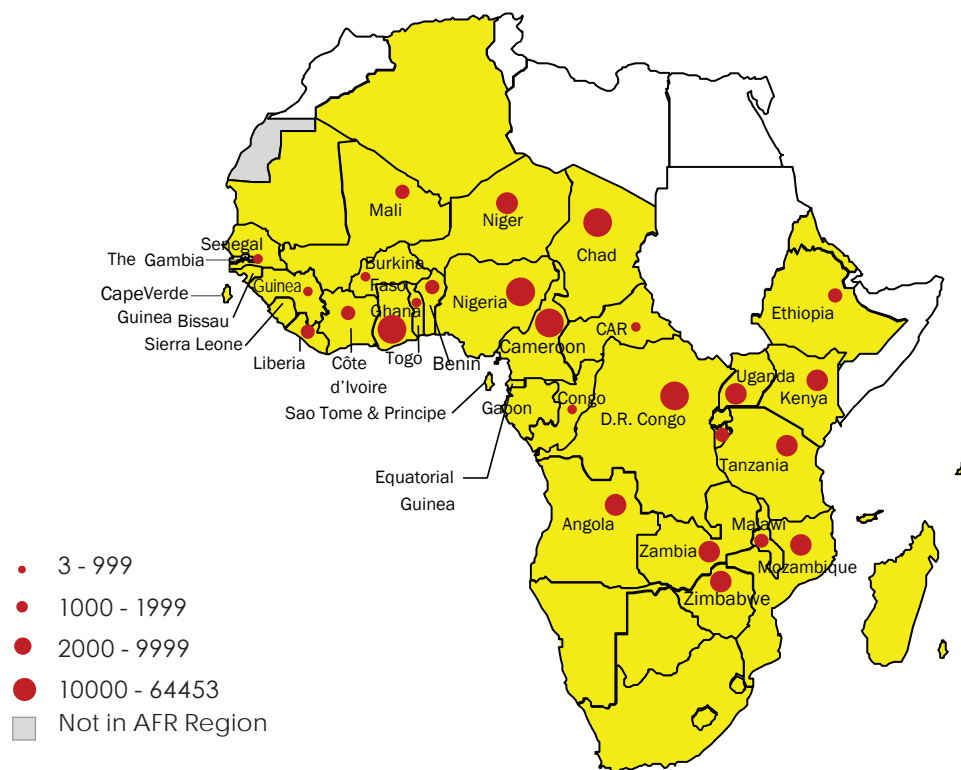 Mali
Niger
Chad
Senegal
The Gambia
Burkina
Faso
Guinea
CapeVerde
Guinea Bissau
Ghana
Nigeria
Ethiopia
Sierra Leone
CAR
Cameroon
Liberia
Côte
d'Ivoire
Togo
Benin
Uganda
Kenya
Sao Tome & Principe
Gabon
Congo
D.R. Congo
Tanzania
Equatorial
Guinea
Angola
Malawi
Zambia
Mozambique
Zimbabwe
3 - 999
1000 - 1999
2000 - 9999
10000 - 64453
Not in AFR Region